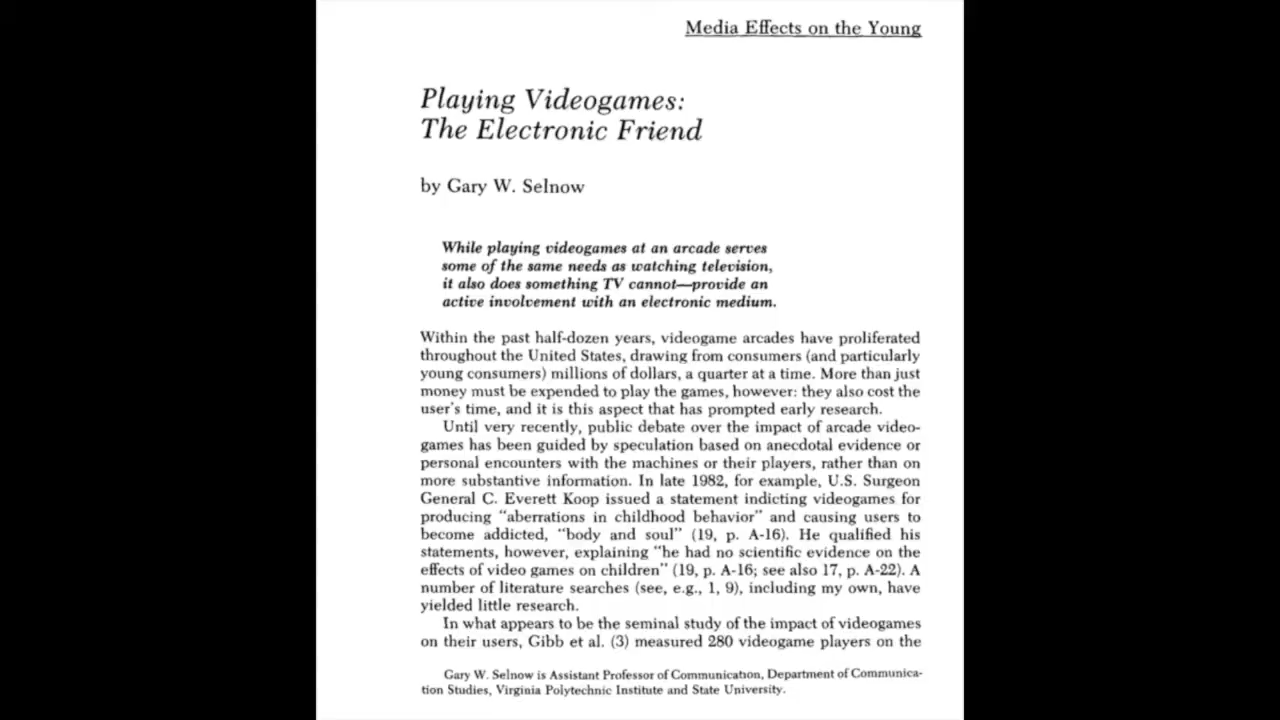 Media Effects on the Young
Playing Videogames:
The Electronic Friend
by Gary W. Selnow
While playing videogames at an arcade serves
some of the same needs as watching television,
it also does something TV cannot—provide an
active involvement with an electronic medium.
Within the past half-dozen years, videogame arcades have proliferated
throughout the United States, drawing from consumers (and particularly
young consumers) millions of dollars, a quarter at a time. More than just
money must be expended to play the games, however: they also cost the
user's time, and it is this aspect that has prompted early research.
Until very recently, public debate over the impact of arcade video-
games has been guided by speculation based on anecdotal evidence or
personal encounters with the machines or their players, rather than on
more substantive information. In late 1982, for example, U.S. Surgeon
General C. Everett Koop issued a statement indicting videogames for
producing "aberrations in childhood behavior" and causing users to
become addicted, "body and soul" (19, p. A-16). He qualified his
statements, however, explaining "he had no scientific evidence on the
effects of video games on children" (19, p. A-16; see also 17, p. A-22). A
number of literature searches (see, e.g., 1, 9), including my own, have
yielded little research.
In what appears to be the seminal study of the impact of videogames
on their users, Gibb et al. (3) measured 280 videogame players on the
Gary W. Selnow is Assistant Professor of Communication, Department of Communica-
tion Studies, Virginia Polytechnic Institute and State University.